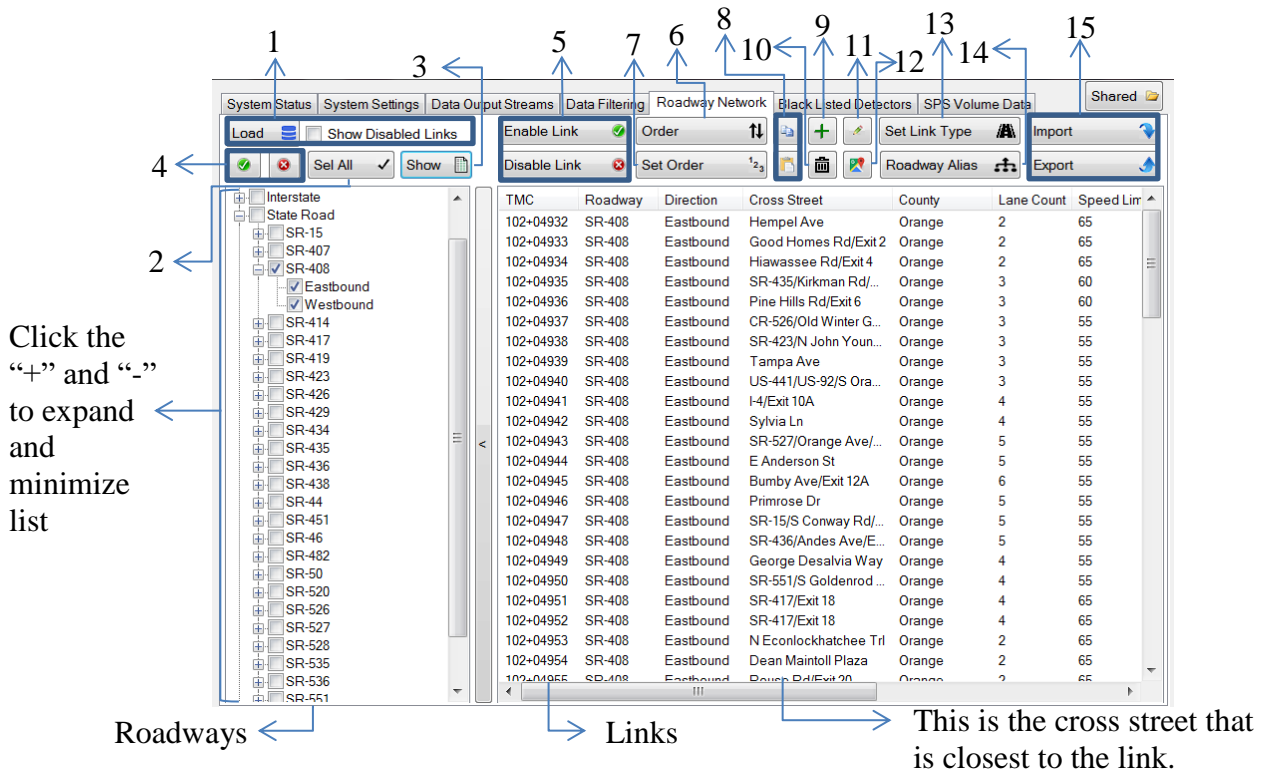 8 9 13 15
1 5 7 6 10 11 12 14
3
System Status System Settings Data Output Streams Data Filtering Roadway Network Black Listed Detectors SPS Volume Data Shared
Load Show Disabled Links Enable Link Order Set Link Type Import
4 Sel All Show Disable Link Set Order 123 Roadway Alias Export
2
Click the
"+" and "-"
to expand
and
minimize
list
Interstate
State Road
SR-15
SR-407
SR-408
Eastbound
Westbound
SR-414
SR-417
SR-419
SR-423
SR-426
SR-429
SR-434
SR-435
SR-436
SR-438
SR-44
SR-451
SR-46
SR-482
SR-50
SR-520
SR-526
SR-527
SR-528
SR-535
SR-536
SR-551
<
TMC Roadway Direction Cross Street County Lane Count Speed Lim
102+04932 SR-408 Eastbound Hempel Ave Orange 2 65
102+04933 SR-408 Eastbound Good Homes Rd/Exit 2 Orange 2 65
102+04934 SR-408 Eastbound Hiawassee Rd/Exit 4 Orange 2 65
102+04935 SR-408 Eastbound SR-435/Kirkman Rd/... Orange 3 60
102+04936 SR-408 Eastbound Pine Hills Rd/Exit 6 Orange 3 60
102+04937 SR-408 Eastbound CR-526/Old Winter G... Orange 3 55
102+04938 SR-408 Eastbound SR-423/N John Youn... Orange 3 55
102+04939 SR-408 Eastbound Tampa Ave Orange 3 55
102+04940 SR-408 Eastbound US-441/US-92/S Ora... Orange 3 55
102+04941 SR-408 Eastbound I-4/Exit 10A Orange 4 55
102+04942 SR-408 Eastbound Sylvia Ln Orange 4 55
102+04943 SR-408 Eastbound SR-527/Orange Ave/... Orange 5 55
102+04944 SR-408 Eastbound E Anderson St Orange 5 55
102+04945 SR-408 Eastbound Bumby Ave/Exit 12A Orange 6 55
102+04946 SR-408 Eastbound Primrose Dr Orange 5 55
102+04947 SR-408 Eastbound SR-15/S Conway Rd/... Orange 5 55
102+04948 SR-408 Eastbound SR-436/Andes Ave/E... Orange 5 55
102+04949 SR-408 Eastbound George Desalvia Way Orange 4 55
102+04950 SR-408 Eastbound SR-551/S Goldenrod ... Orange 4 55
102+04951 SR-408 Eastbound SR-417/Exit 18 Orange 4 65
102+04952 SR-408 Eastbound SR-417/Exit 18 Orange 4 65
102+04953 SR-408 Eastbound N Econlockhatchee Trl Orange 2 65
102+04954 SR-408 Eastbound Dean Maintoll Plaza Orange 2 65
102+04955 SR-408 Eastbound Rouse Rd/Exit 20 Orange 2 65
Roadways
Links
This is the cross street that
is closest to the link.